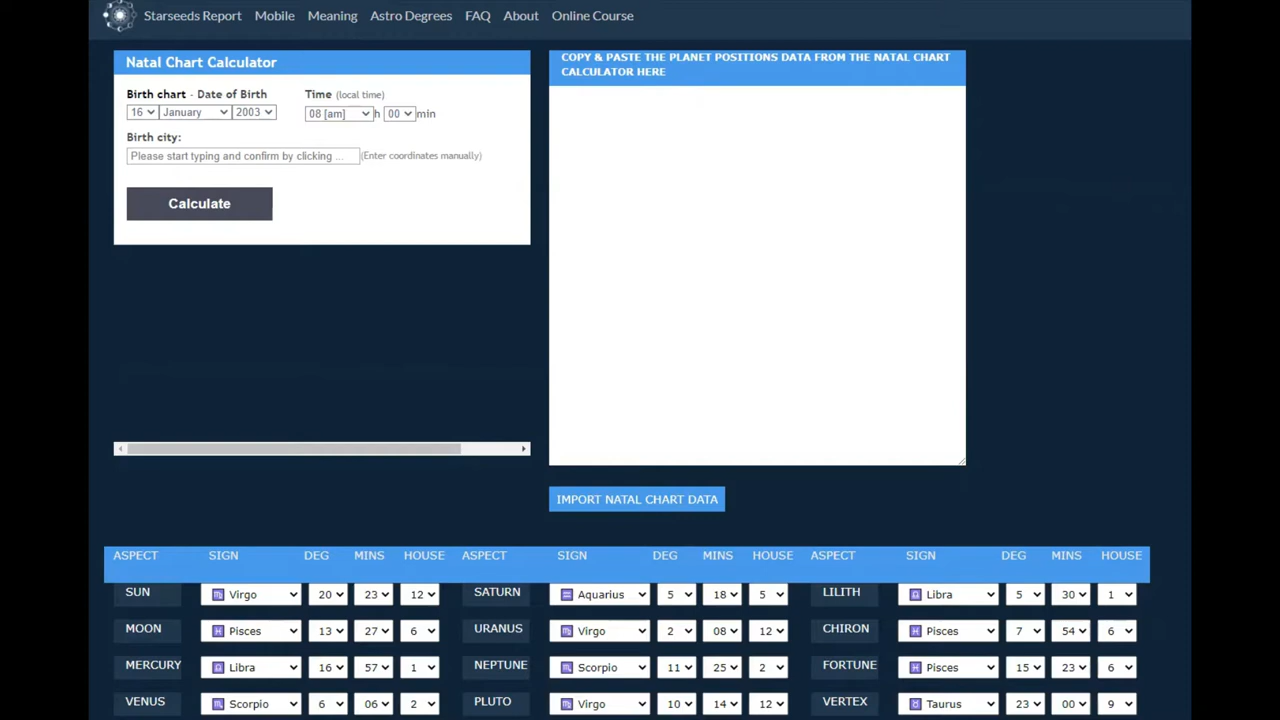 Starseeds Report Mobile Meaning Astro Degrees FAQ About Online Course
Natal Chart Calculator
Birth chart - Date of Birth Time (local time)
16 January 2003 08 [am] h 00 min
Birth city:
Please start typing and confirm by clicking ... (Enter coordinates manually)
Calculate
COPY & PASTE THE PLANET POSITIONS DATA FROM THE NATAL CHART
CALCULATOR HERE
IMPORT NATAL CHART DATA
ASPECT SIGN DEG MINS HOUSE ASPECT SIGN DEG MINS HOUSE ASPECT SIGN DEG MINS HOUSE
SUN Virgo 20 23 12 SATURN Aquarius 5 18 5 LILITH Libra 5 30 1
MOON Pisces 13 27 6 URANUS Virgo 2 08 12 CHIRON Pisces 7 54 6
MERCURY Libra 16 57 1 NEPTUNE Scorpio 11 25 2 FORTUNE Pisces 15 23 6
VENUS Scorpio 6 06 2 PLUTO Virgo 10 14 12 VERTEX Taurus 23 00 9